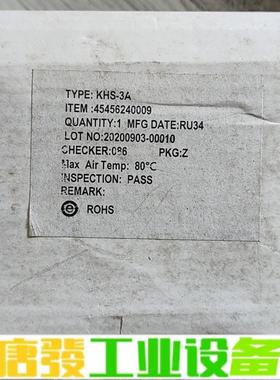 TYPE: KHS-3A
ITEM :45456240009
QUANTITY:1 MFG DATE:RU34
LOT NO:20200903-00010
CHECKER:086 PKG:Z
Max Air Temp: 80℃
INSPECTION: PASS
REMARK:
e ROHS
唐發工业设备